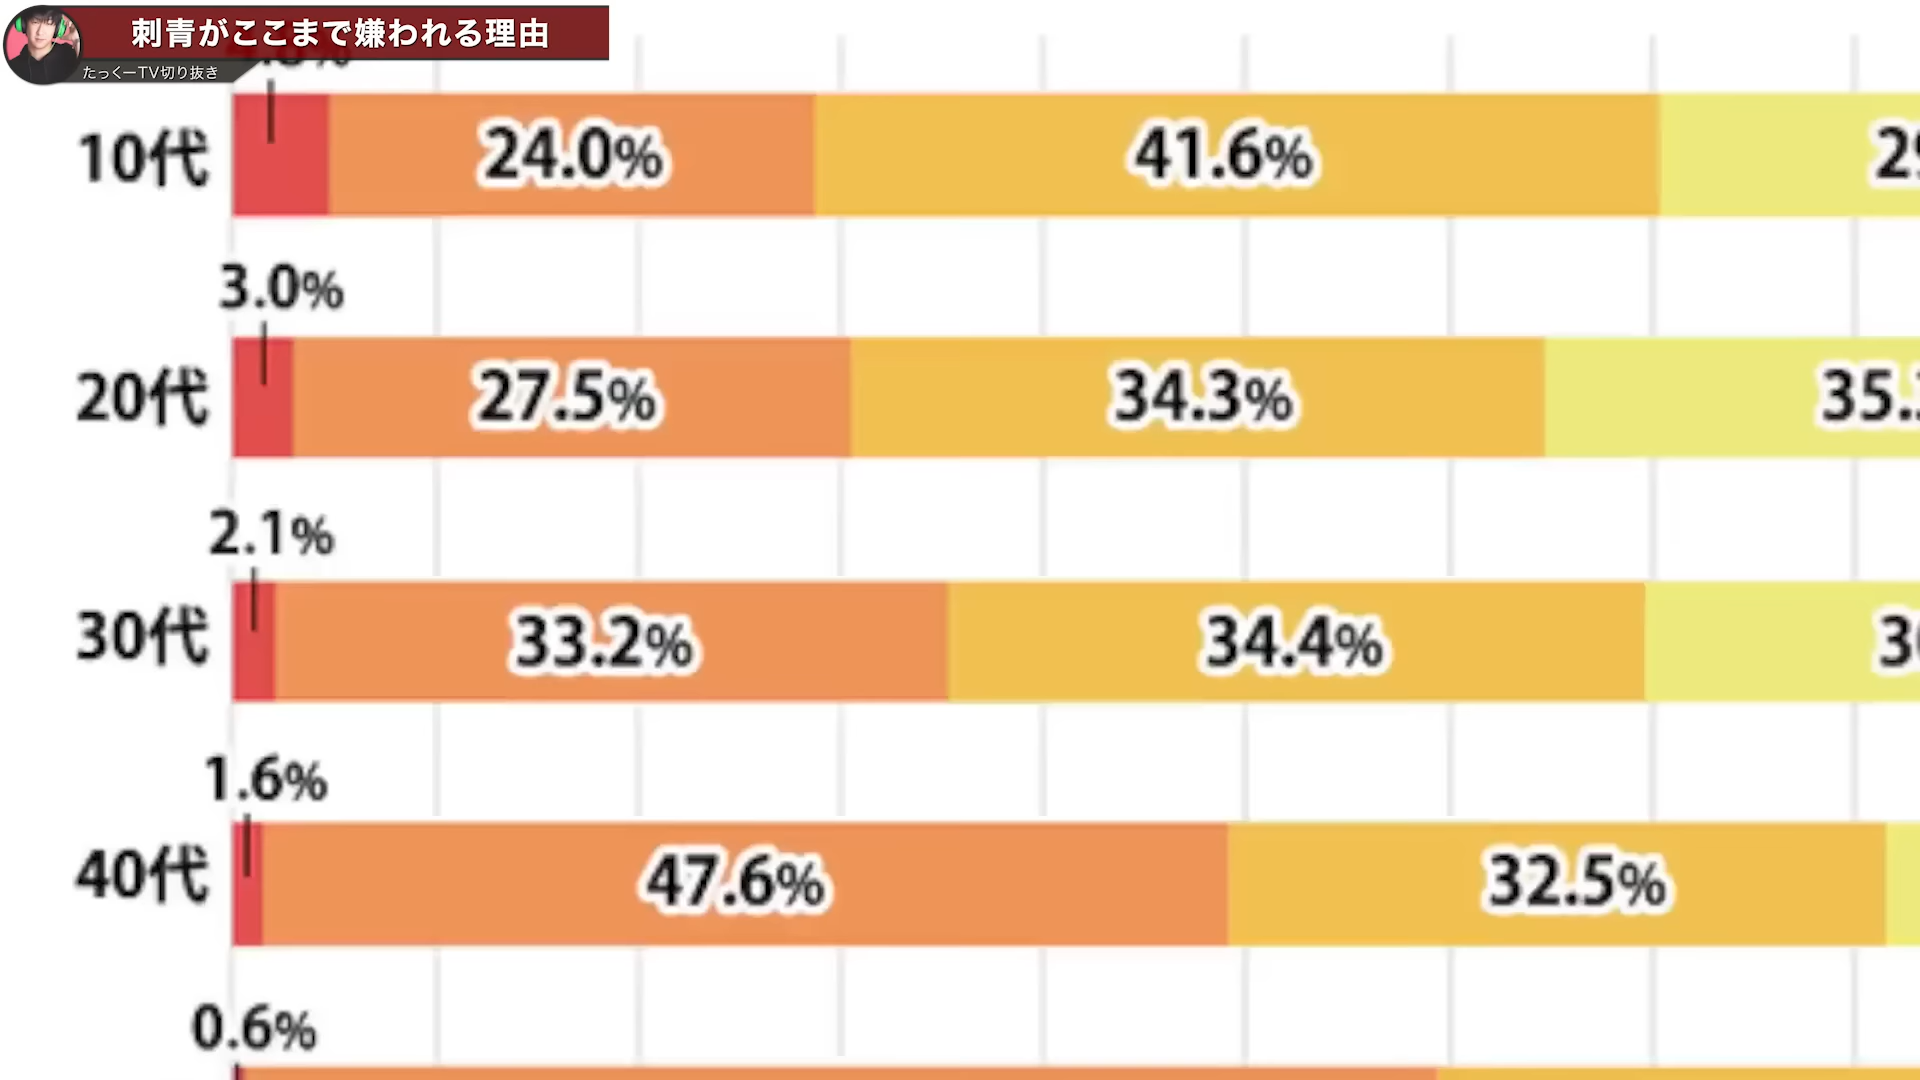 刺青がここまで嫌われる理由
たっくーTV切り抜き
10代 24.0% 41.6%
3.0%
20代 27.5% 34.3% 35.
2.1%
30代 33.2% 34.4%
1.6%
40代 47.6% 32.5%
0.6%